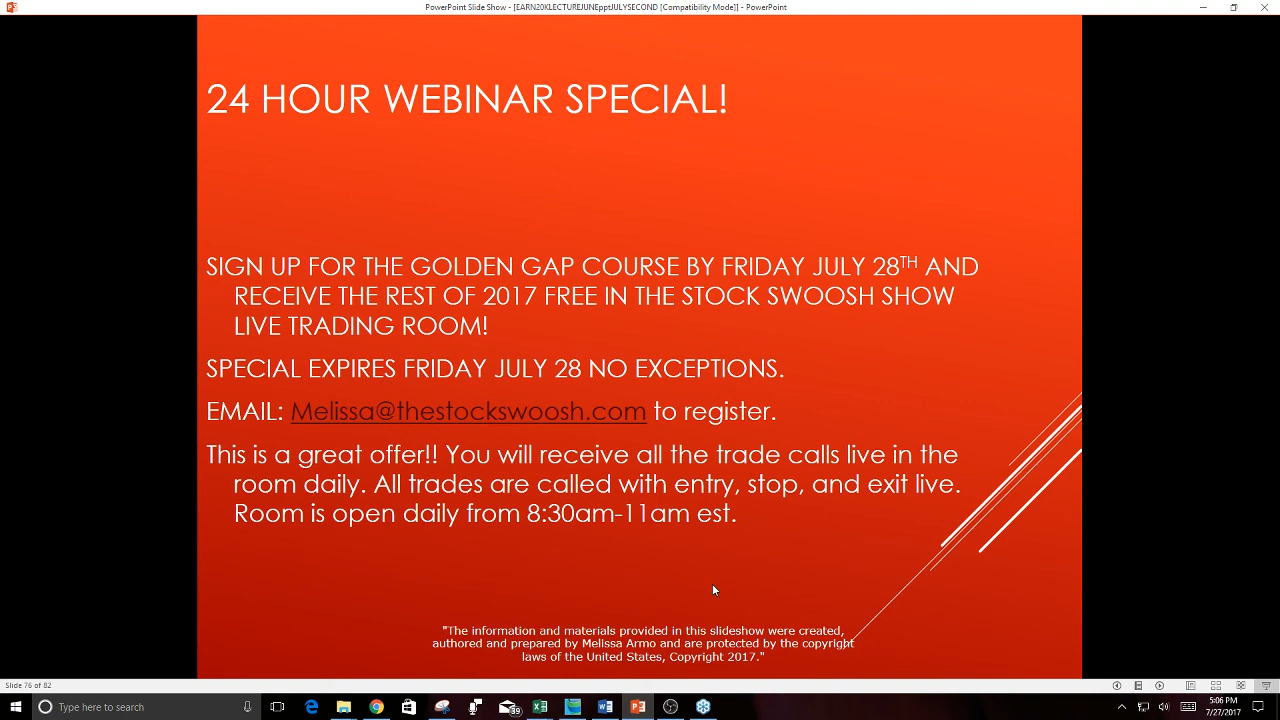 PowerPoint Slide Show - [EARN20KLECTUREJUNEpptJULYSECOND [Compatibility Mode]] - PowerPoint
24 HOUR WEBINAR SPECIAL!
SIGN UP FOR THE GOLDEN GAP COURSE BY FRIDAY JULY 28TH AND
RECEIVE THE REST OF 2017 FREE IN THE STOCK SWOOSH SHOW
LIVE TRADING ROOM!
SPECIAL EXPIRES FRIDAY JULY 28 NO EXCEPTIONS.
EMAIL: Melissa@thestockswoosh.com to register.
This is a great offer!! You will receive all the trade calls live in the
room daily. All trades are called with entry, stop, and exit live.
Room is open daily from 8:30am-11am est.
"The information and materials provided in this slideshow were created,
authored and prepared by Melissa Armo and are protected by the copyright
laws of the United States, Copyright 2017."
Slide 76 of 82
Type here to search
39
5:06 PM
7/27/2017